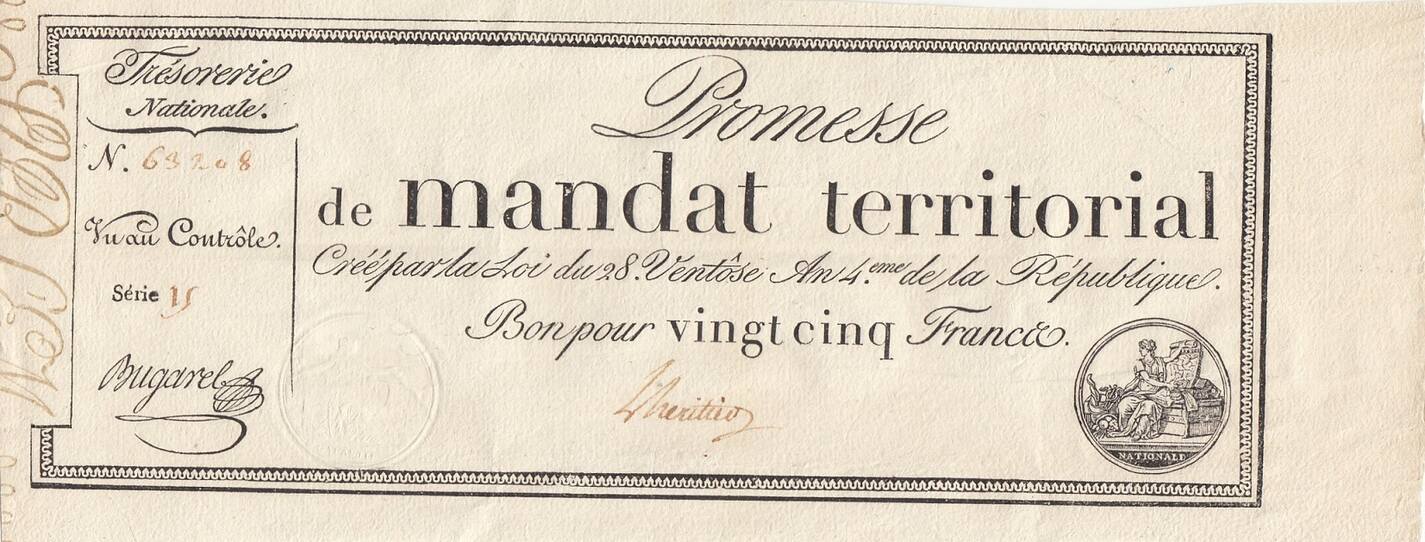 Trésorerie
Nationale.
N. 63208
Vu au Contrôle.
Série 15
Bugarel
Promesse
de mandat territorial
Créé par la Loi du 28. Ventôse An 4.eme de la République.
Bon pour vingt cinq Francs.
NATIONALE